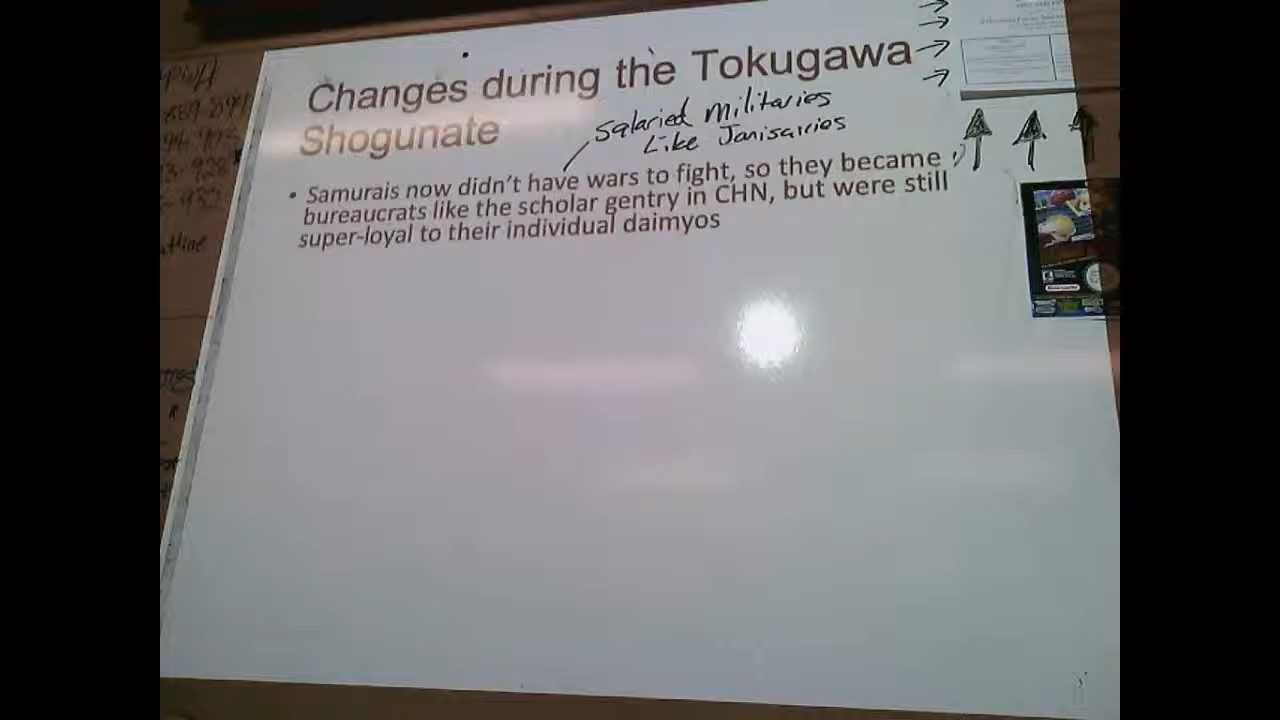 Changes during the Tokugawa
Shogunate
Salaried militaries
Like Janisairies
• Samurais now didn't have wars to fight, so they became
bureaucrats like the scholar gentry in CHN, but were still
super-loyal to their individual daimyos